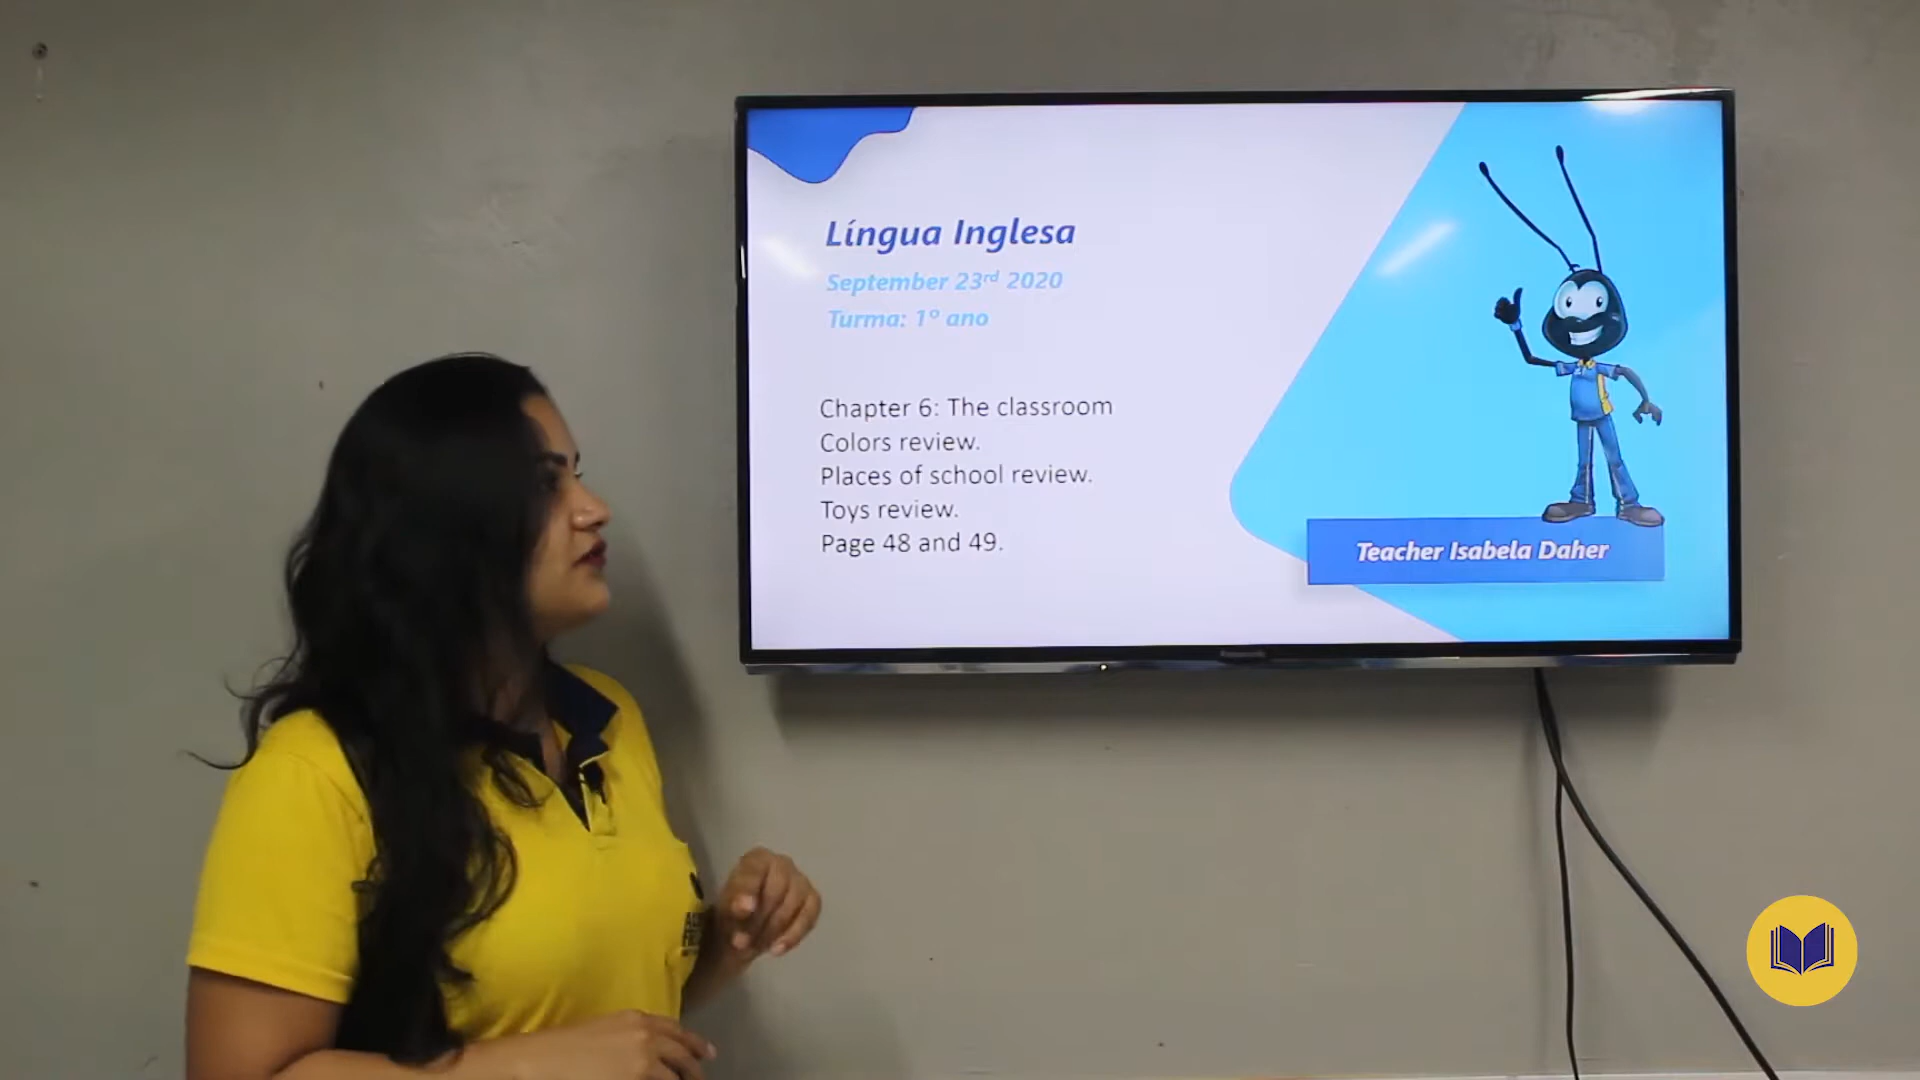 Língua Inglesa
September 23rd 2020
Turma: 1º ano
Chapter 6: The classroom
Colors review.
Places of school review.
Toys review.
Page 48 and 49.
Teacher Isabela Daher